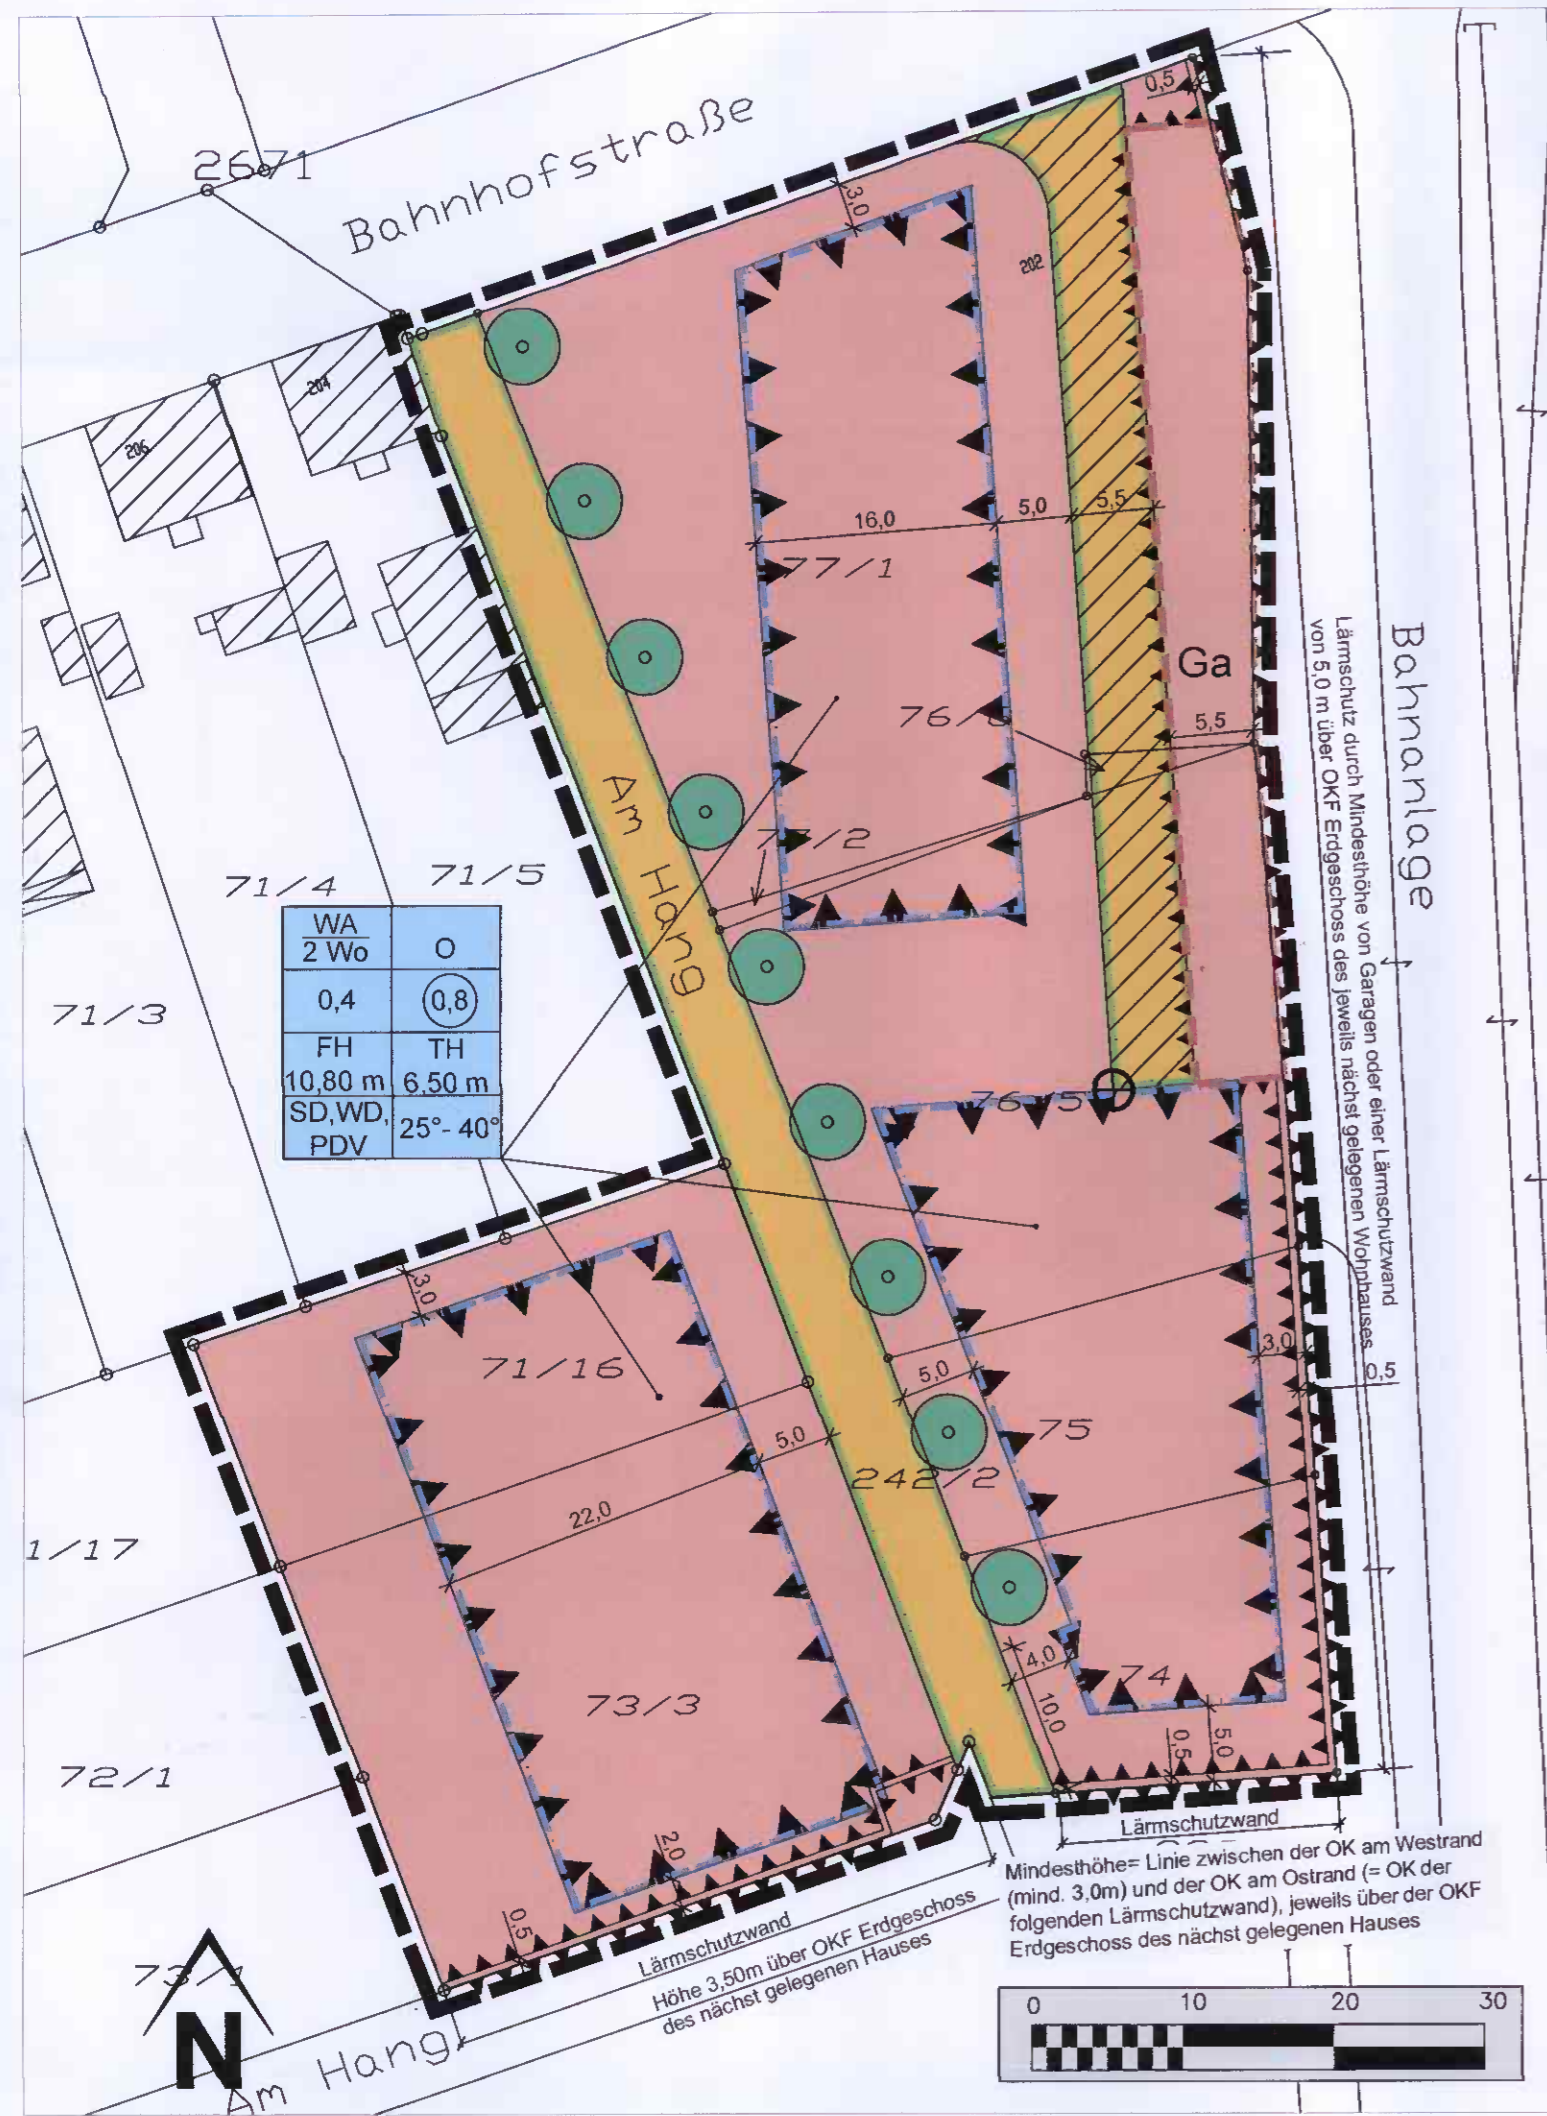 2671
Bahnhofstraße
0,5
3,0
202
204
206
16,0
5,0
5,5
77/1
Ga
76/
5,5
Bahnanlage
Lärmschutz durch Mindesthöhe von Garagen oder einer Lärmschutzwand
von 5,0 m über OKF Erdgeschoss des jeweils nächst gelegenen Wohnhauses
Am Hang
77/2
71/4
71/5
71/3
WA
2 Wo
O
0,4
0,8
FH
10,80 m
TH
6,50 m
SD,WD,
PDV
25°- 40°
76/5
3,0
71/16
5,0
3,0
0,5
75
5,0
242/2
22,0
1/17
73/3
4,0
74
10,0
0,5
5,0
72/1
2,0
0,5
Lärmschutzwand
Mindesthöhe= Linie zwischen der OK am Westrand
(mind. 3,0m) und der OK am Ostrand (= OK der
folgenden Lärmschutzwand), jeweils über der OKF
Erdgeschoss des nächst gelegenen Hauses
Lärmschutzwand
Höhe 3,50m über OKF Erdgeschoss
des nächst gelegenen Hauses
73/1
N
Am Hang
0 10 20 30